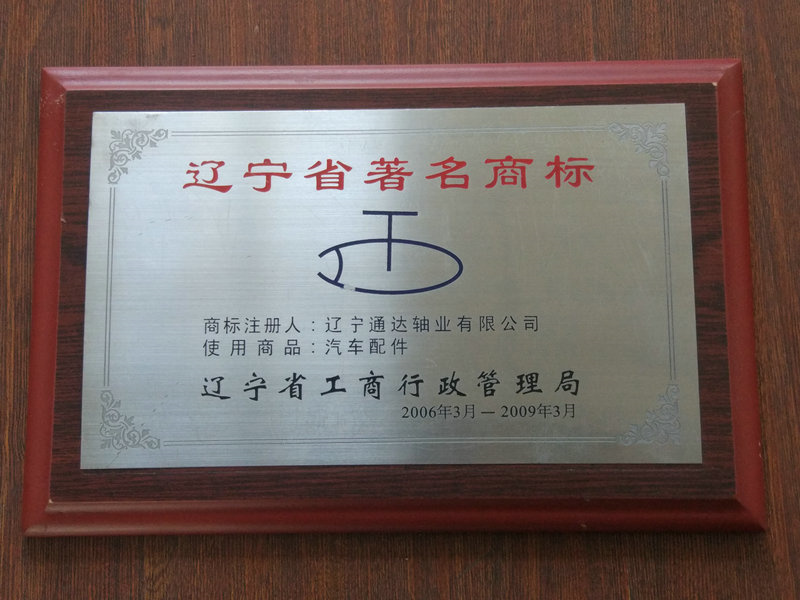 辽宁省著名商标
商标注册人：辽宁通达轴业有限公司
使用商品：汽车配件
辽宁省工商行政管理局
2006年3月—2009年3月